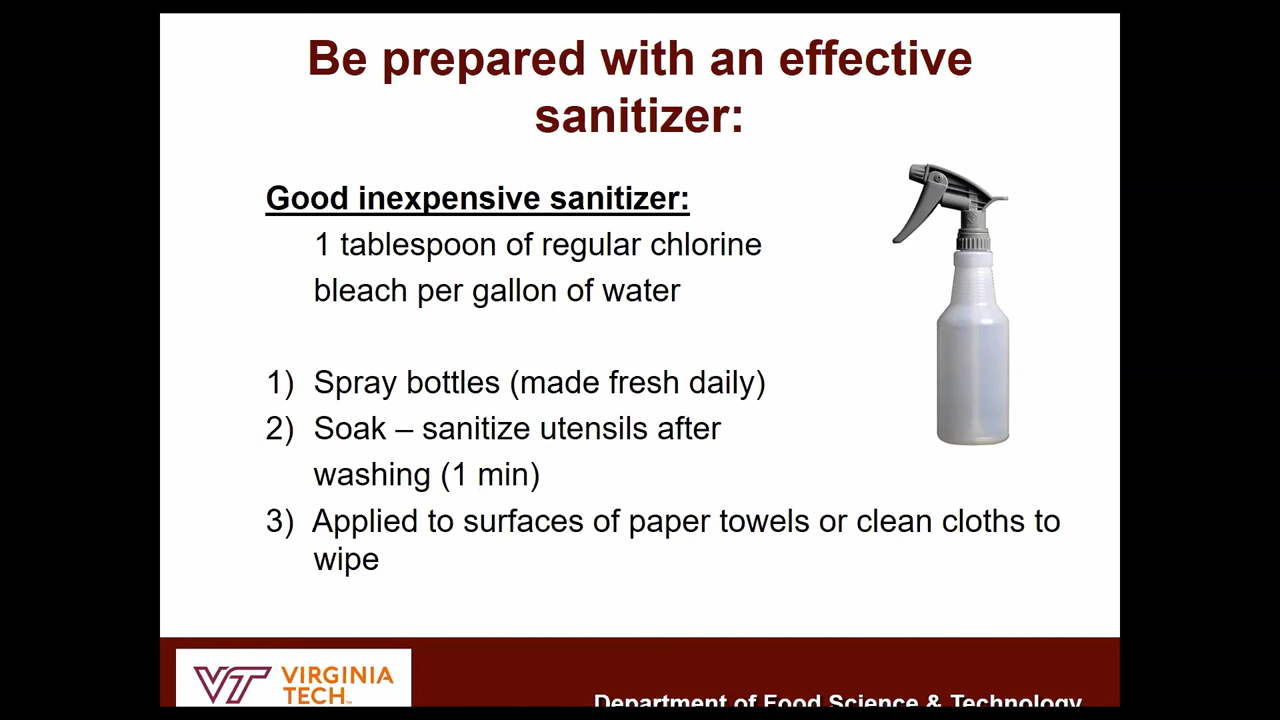 Be prepared with an effective
sanitizer:
Good inexpensive sanitizer:
1 tablespoon of regular chlorine
bleach per gallon of water
1) Spray bottles (made fresh daily)
2) Soak – sanitize utensils after
washing (1 min)
3) Applied to surfaces of paper towels or clean cloths to
wipe
VT VIRGINIA
TECH™
Department of Food Science & Technology